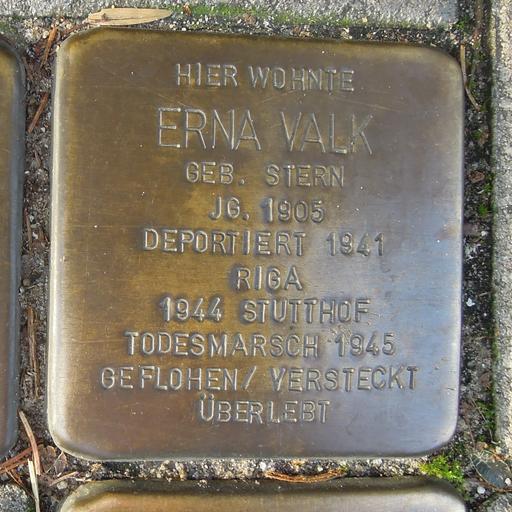 HIER WOHNTE
ERNA VALK
GEB. STERN
JG. 1905
DEPORTIERT 1941
RIGA
1944 STUTTHOF
TODESMARSCH 1945
GEFLOHEN/ VERSTECKT
ÜBERLEBT